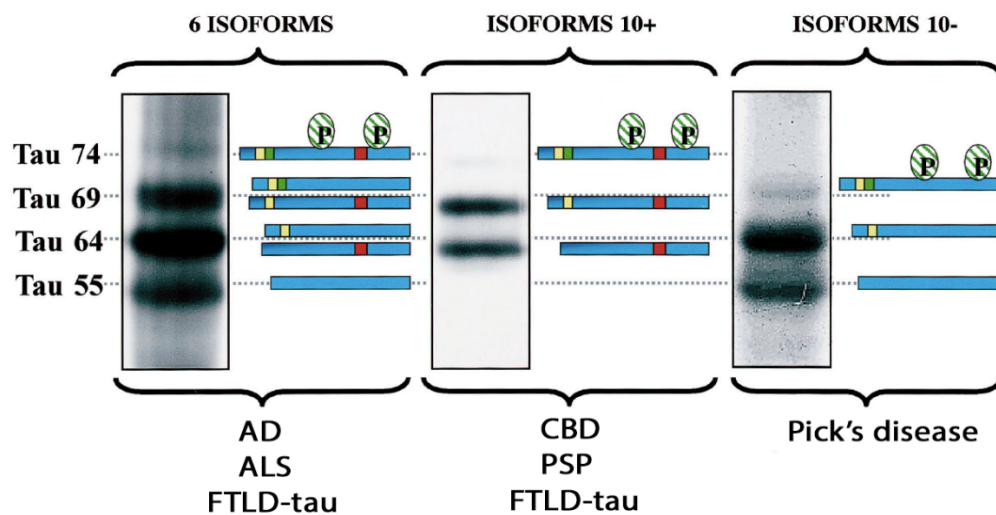 6 ISOFORMS
ISOFORMS 10+
ISOFORMS 10-
P P
P P
P P
Tau 74
Tau 69
Tau 64
Tau 55
AD
ALS
FTLD-tau
CBD
PSP
FTLD-tau
Pick's disease